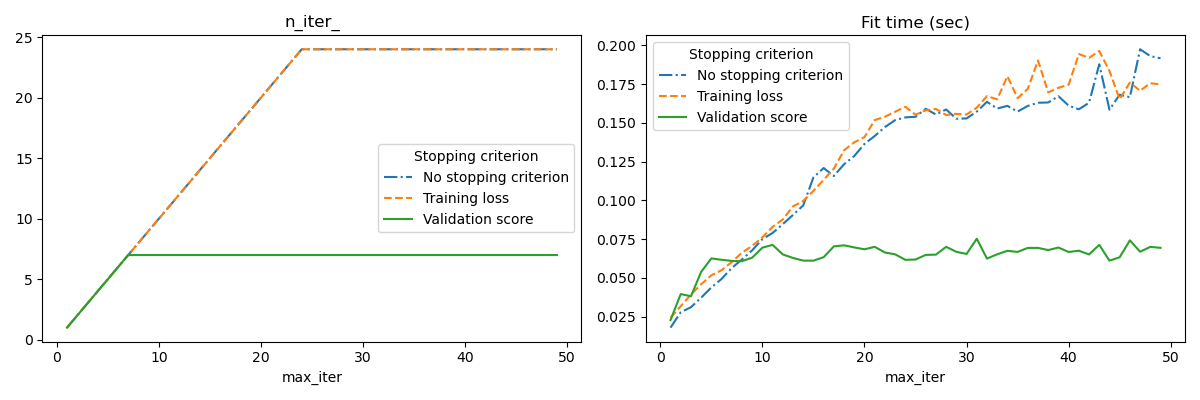 n_iter_
25
20
15
10
5
0
0
10
20
30
40
50
max_iter
Stopping criterion
No stopping criterion
Training loss
Validation score
Fit time (sec)
0.200
0.175
0.150
0.125
0.100
0.075
0.050
0.025
0
10
20
30
40
50
max_iter
Stopping criterion
No stopping criterion
Training loss
Validation score